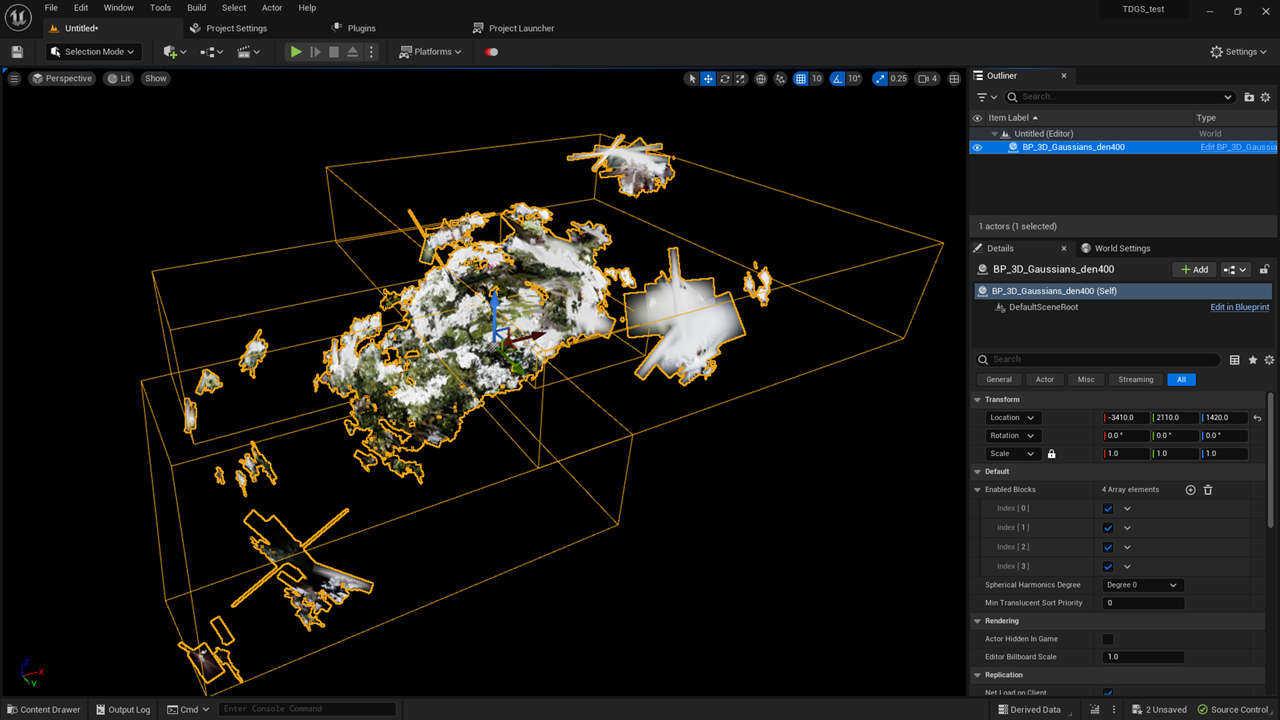 File Edit Window Tools Build Select Actor Help
TDGS_test
Untitled* Project Settings Plugins Project Launcher
Selection Mode Platforms Settings
Perspective Lit Show 10 10° 0.25 4
Outliner
Search...
Item Label Type
Untitled (Editor) World
BP_3D_Gaussians_den400 Edit BP_3D_Gaussia
1 actors (1 selected)
Details World Settings
BP_3D_Gaussians_den400 Add
BP_3D_Gaussians_den400 (Self)
DefaultSceneRoot Edit in Blueprint
Search
General Actor Misc Streaming All
Transform
Location -3410.0 2110.0 1420.0
Rotation 0.0° 0.0° 0.0°
Scale 1.0 1.0 1.0
Default
Enabled Blocks 4 Array elements
Index [ 0 ]
Index [ 1 ]
Index [ 2 ]
Index [ 3 ]
Spherical Harmonics Degree Degree 0
Min Translucent Sort Priority 0
Rendering
Actor Hidden In Game
Editor Billboard Scale 1.0
Replication
Net Load on Client
Z X Y
Content Drawer Output Log Cmd Enter Console Command Derived Data 2 Unsaved Source Control